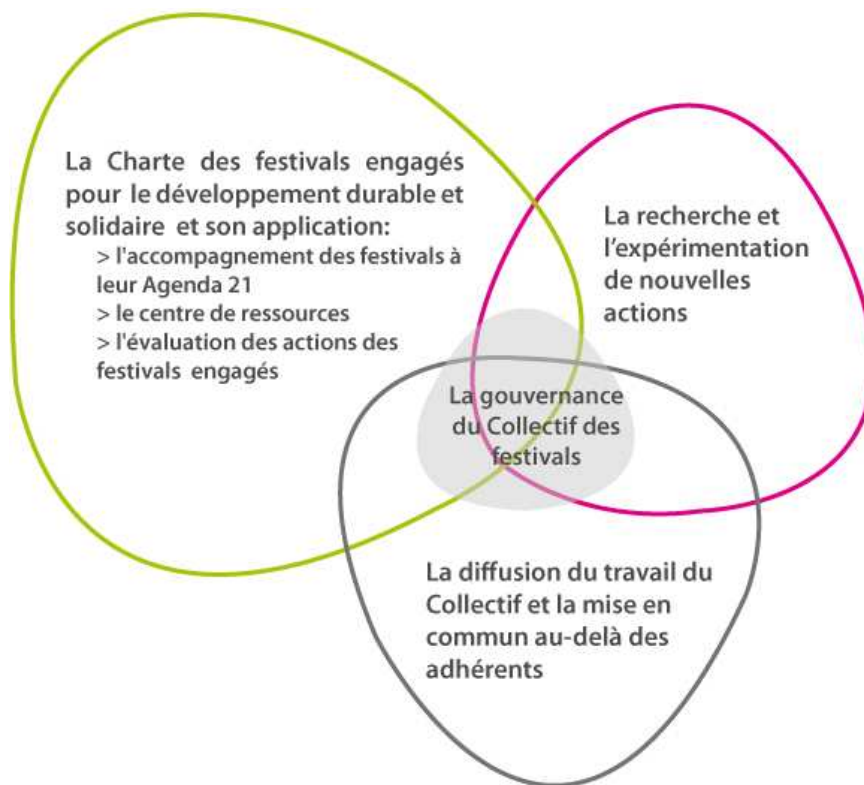 La Charte des festivals engagés
pour le développement durable et
solidaire et son application:
> l'accompagnement des festivals à
leur Agenda 21
> le centre de ressources
> l'évaluation des actions des
festivals engagés
La recherche et
l’expérimentation
de nouvelles
actions
La gouvernance
du Collectif des
festivals
La diffusion du travail du
Collectif et la mise en
commun au-delà des
adhérents